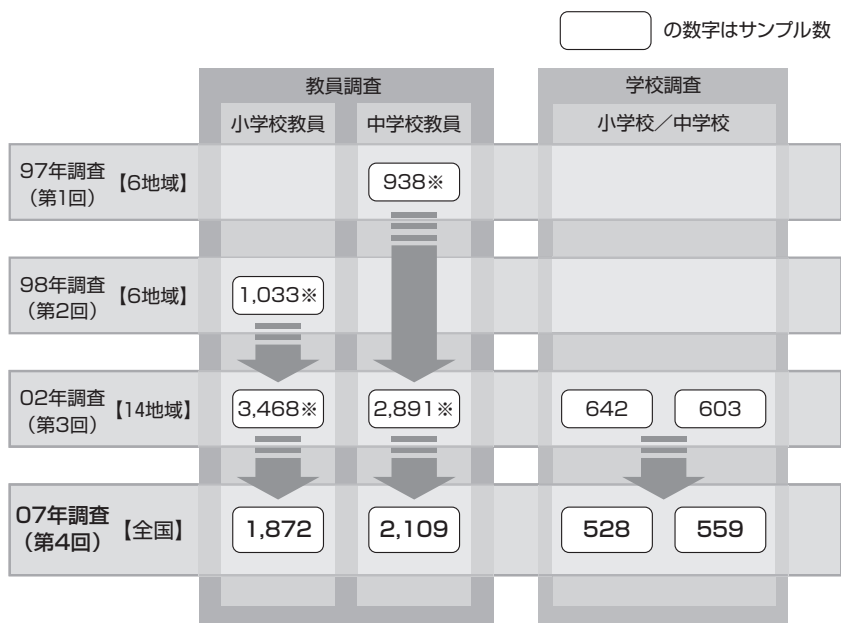 の数字はサンプル数
教員調査
学校調査
小学校教員
中学校教員
小学校／中学校
97年調査
（第1回）
【6地域】
938※
98年調査
（第2回）
【6地域】
1,033※
02年調査
（第3回）
【14地域】
3,468※
2,891※
642
603
07年調査
（第4回）
【全国】
1,872
2,109
528
559